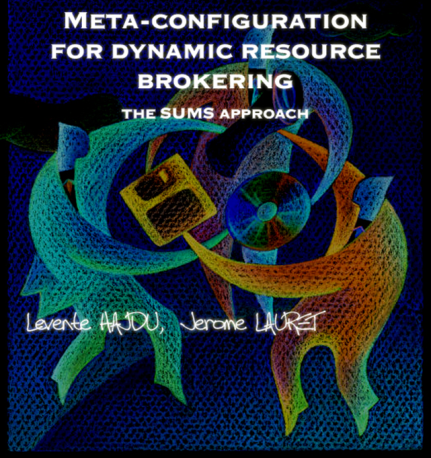 META-CONFIGURATION
FOR DYNAMIC RESOURCE
BROKERING
THE SUMS APPROACH
Levente HAJDU, Jerome LAURET